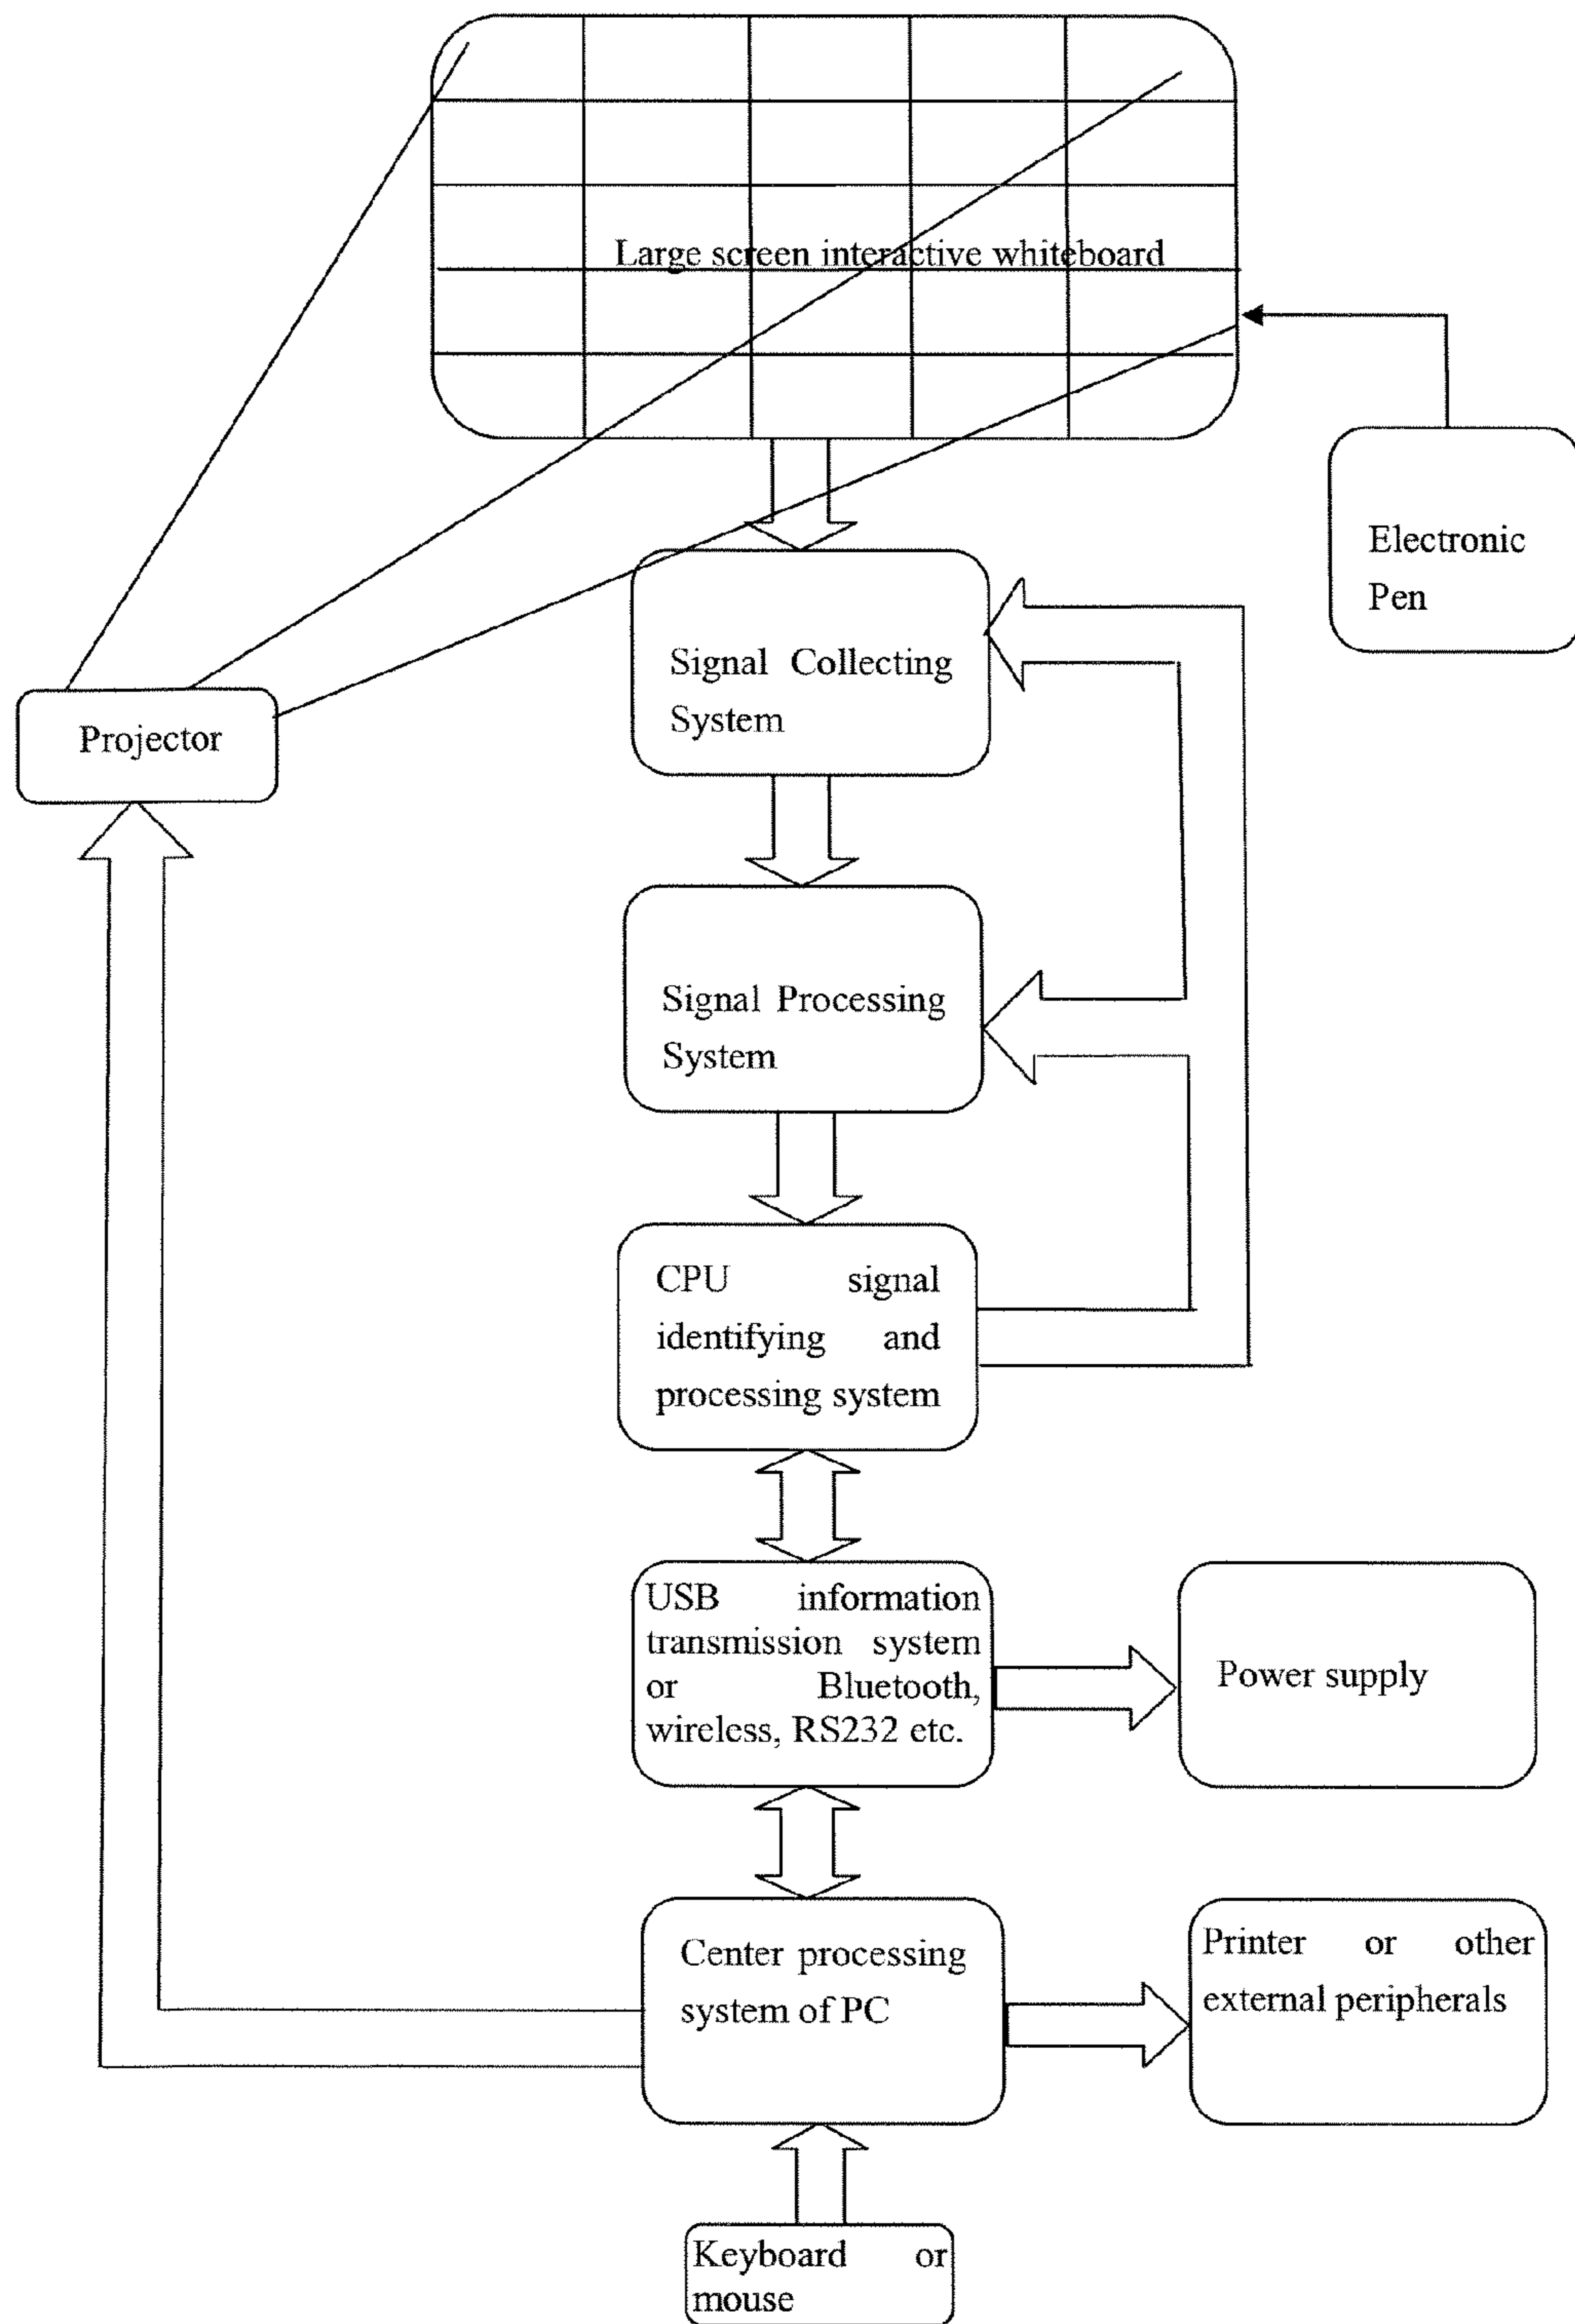 Large screen interactive whiteboard
Electronic
Pen
Signal Collecting
System
Projector
Signal Processing
System
CPU signal
identifying and
processing system
USB information
transmission system
or Bluetooth,
wireless, RS232 etc.
Power supply
Center processing
system of PC
Printer or other
external peripherals
Keyboard or
mouse